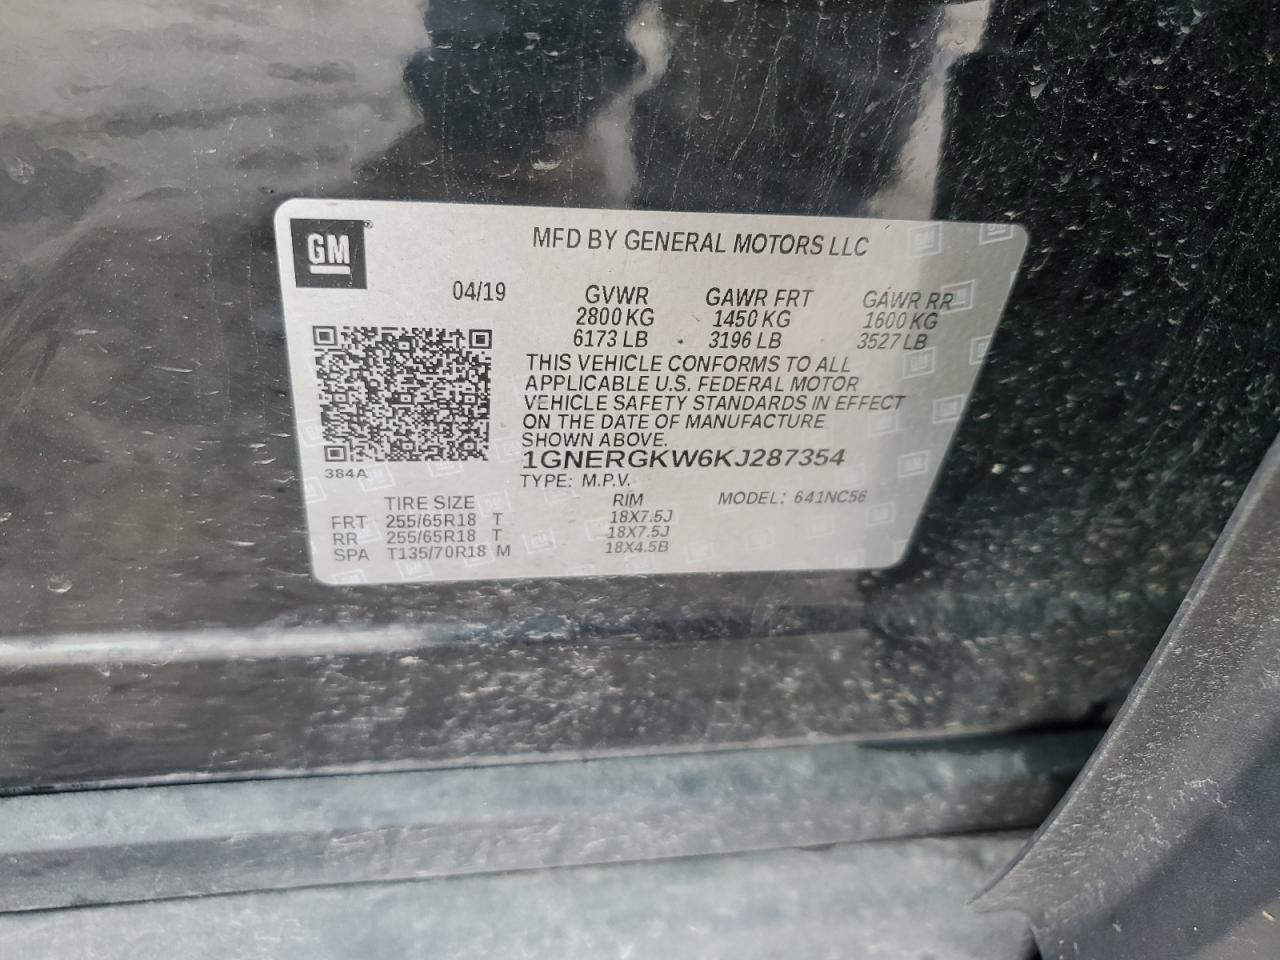 GM
MFD BY GENERAL MOTORS LLC
04/19 GVWR GAWR FRT GAWR RR
2800 KG 1450 KG 1600 KG
6173 LB 3196 LB 3527 LB
THIS VEHICLE CONFORMS TO ALL
APPLICABLE U.S. FEDERAL MOTOR
VEHICLE SAFETY STANDARDS IN EFFECT
ON THE DATE OF MANUFACTURE
SHOWN ABOVE.
1GNERGKW6KJ287354
384A
TYPE: M.P.V.
TIRE SIZE RIM MODEL: 641NC56
FRT 255/65R18 T 18X7.5J
RR 255/65R18 T 18X7.5J
SPA T135/70R18 M 18X4.5B